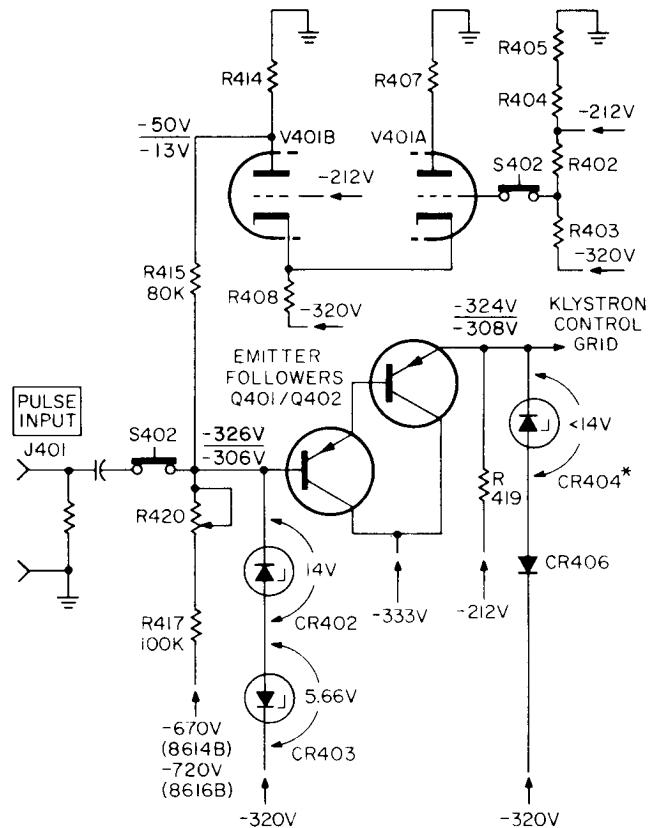 R414
R407
R405
R404
-212V
-50V
-13V
V401B
V401A
S402
R402
-212V
R403
-320V
R415
80K
R408
-320V
-324V
-308V
KLYSTRON
CONTROL
GRID
EMITTER
FOLLOWERS
Q401/Q402
PULSE
INPUT
J401
S402
-326V
-306V
<14V
R
419
CR404*
R420
14V
CR402
-333V
-212V
CR406
R417
100K
5.66V
CR403
-670V
(8614B)
-720V
(8616B)
-320V
-320V